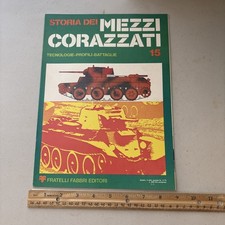 STORIA DEI
MEZZI
CORAZZATI
TECNOLOGIE-PROFILI-BATTAGLIE
15
FRATELLI FABBRI EDITORI